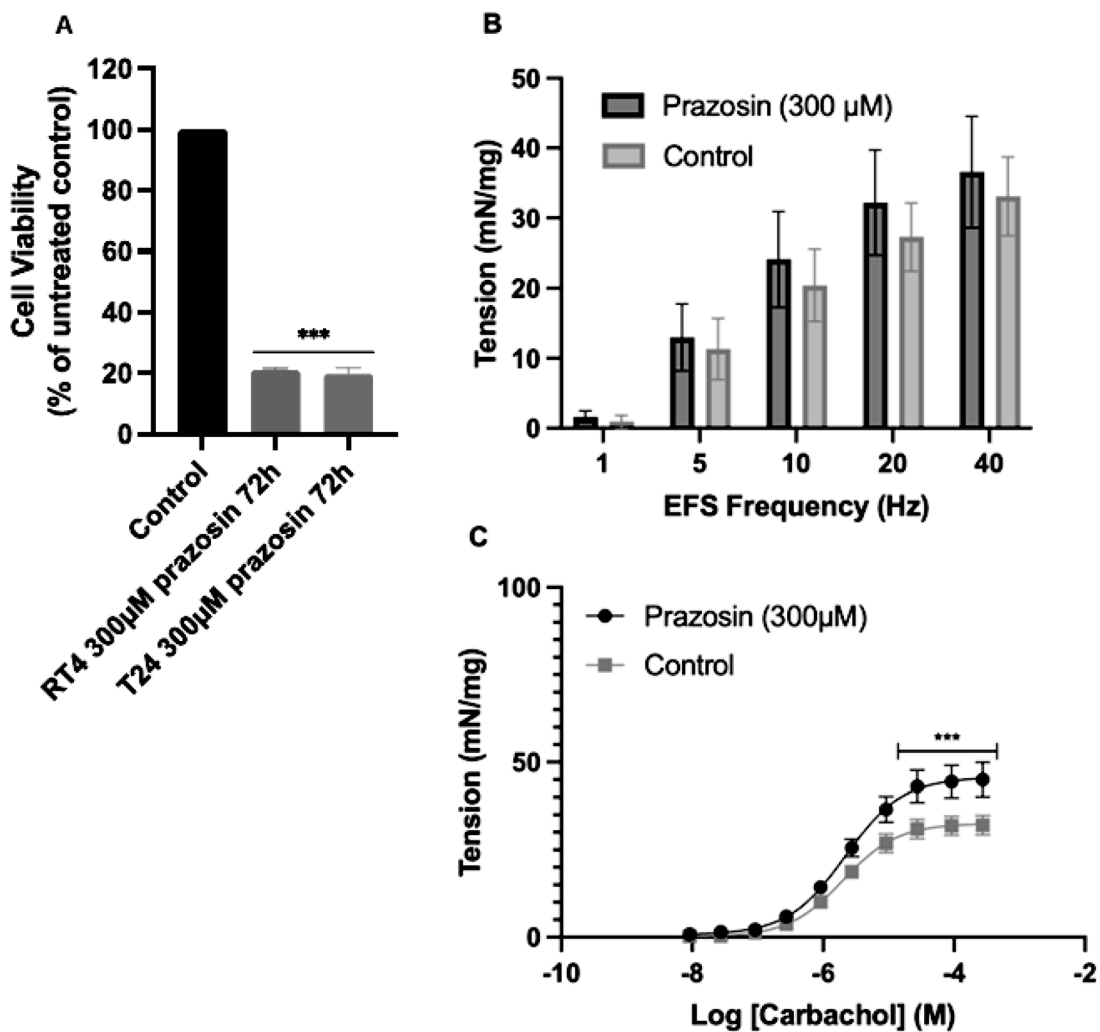 A
Cell Viability
(% of untreated control)
120
100
80
60
40
20
0
***
Control
RT4 300µM prazosin 72h
T24 300µM prazosin 72h
B
Tension (mN/mg)
50
40
30
20
10
0
Prazosin (300 µM)
Control
1 5 10 20 40
EFS Frequency (Hz)
C
Tension (mN/mg)
100
50
0
Prazosin (300µM)
Control
***
-10 -8 -6 -4 -2
Log [Carbachol] (M)